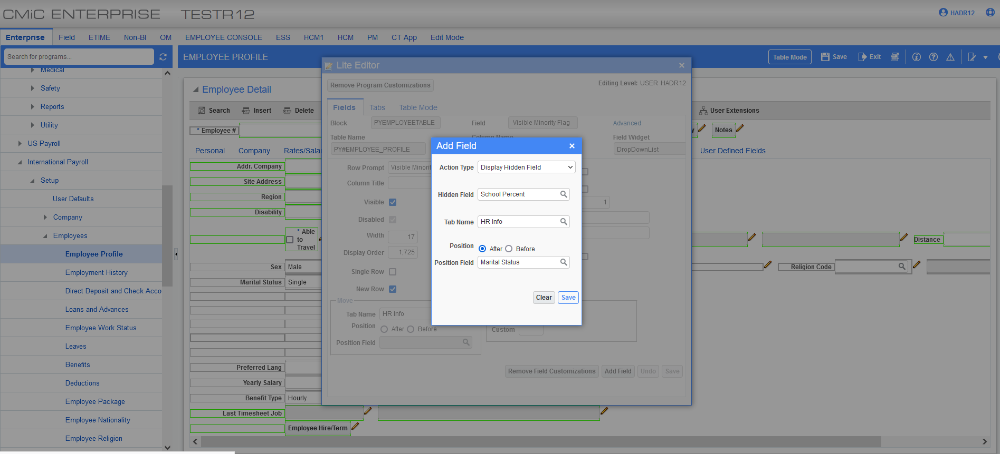 CMiC ENTERPRISE TESTR12
HADR12
Enterprise Field ETIME Non-BI OM EMPLOYEE CONSOLE ESS HCM1 HCM PM CT App Edit Mode
Search for programs...
EMPLOYEE PROFILE
Table Mode Save Exit
Medical
Safety
Reports
Utility
US Payroll
International Payroll
Setup
User Defaults
Company
Employees
Employee Profile
Employment History
Direct Deposit and Check Acco
Loans and Advances
Employee Work Status
Leaves
Benefits
Deductions
Employee Package
Employee Nationality
Employee Religion
Employee Detail
Search Insert Delete
User Extensions
* Employee #
y
Notes
Personal Company Rates/Salar
User Defined Fields
Addr. Company
Site Address
Region
Disability
* Able
to
Travel
Distance
Sex Male
Religion Code
Marital Status Single
Preferred Lang
Yearly Salary
Benefit Type Hourly
Last Timesheet Job
Employee Hire/Term
Lite Editor
Remove Program Customizations
Editing Level: USER HADR12
Fields Tabs Table Mode
Block PYEMPLOYEETABLE Field Visible Minority Flag Advanced
Table Name Column Name Field Widget
PY#EMPLOYEE_PROFILE DropDownList
Row Prompt Visible Minorit
Column Title
Visible
1
Disabled
Width 17
Display Order 1,725
Single Row
New Row
Move
Tab Name HR Info
Position After Before
Position Field
Custom
Remove Field Customizations Add Field Undo Save
Add Field
Action Type Display Hidden Field
Hidden Field School Percent
Tab Name HR Info
Position After Before
Position Field Marital Status
Clear Save